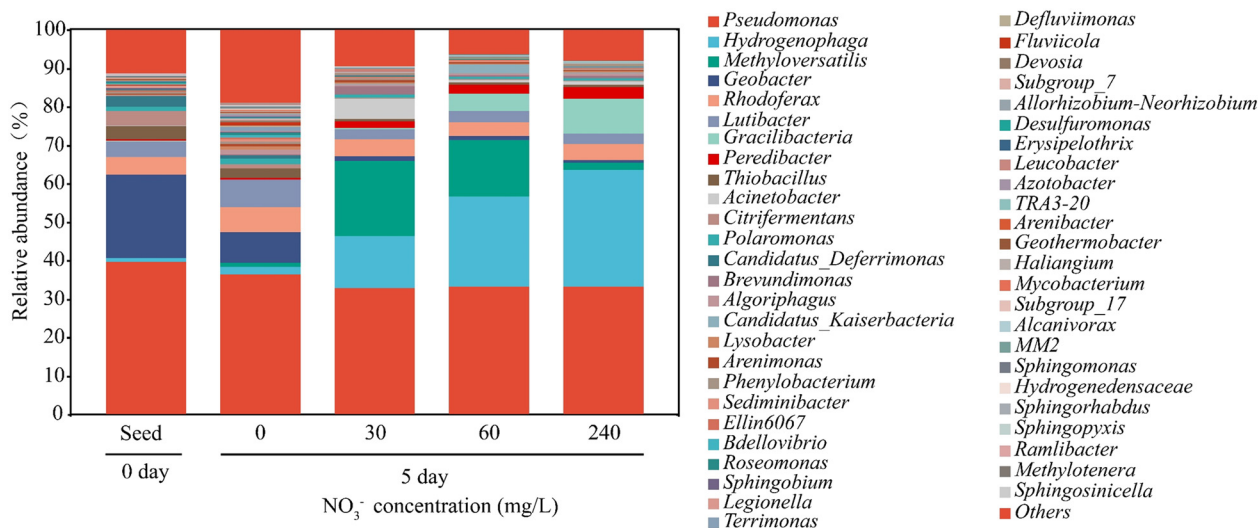 100
90
80
70
60
50
40
30
20
10
0
Relative abundance (%)
Seed
0
30
60
240
0 day
5 day
NO₃⁻ concentration (mg/L)
Pseudomonas
Hydrogenophaga
Methyloversatilis
Geobacter
Rhodoferax
Lutibacter
Gracilibacteria
Peredibacter
Thiobacillus
Acinetobacter
Citrifermentans
Polaromonas
Candidatus_Deferrimonas
Brevundimonas
Algoriphagus
Candidatus_Kaiserbacteria
Lysobacter
Arenimonas
Phenylobacterium
Sediminibacter
Ellin6067
Bdellovibrio
Roseomonas
Sphingobium
Legionella
Terrimonas
Defluviimonas
Fluviicola
Devosia
Subgroup_7
Allorhizobium-Neorhizobium
Desulfuromonas
Erysipelothrix
Leucobacter
Azotobacter
TRA3-20
Arenibacter
Geothermobacter
Haliangium
Mycobacterium
Subgroup_17
Alcanivorax
MM2
Sphingomonas
Hydrogenedensaceae
Sphingorhabdus
Sphingopyxis
Ramlibacter
Methylotenera
Sphingosinicella
Others